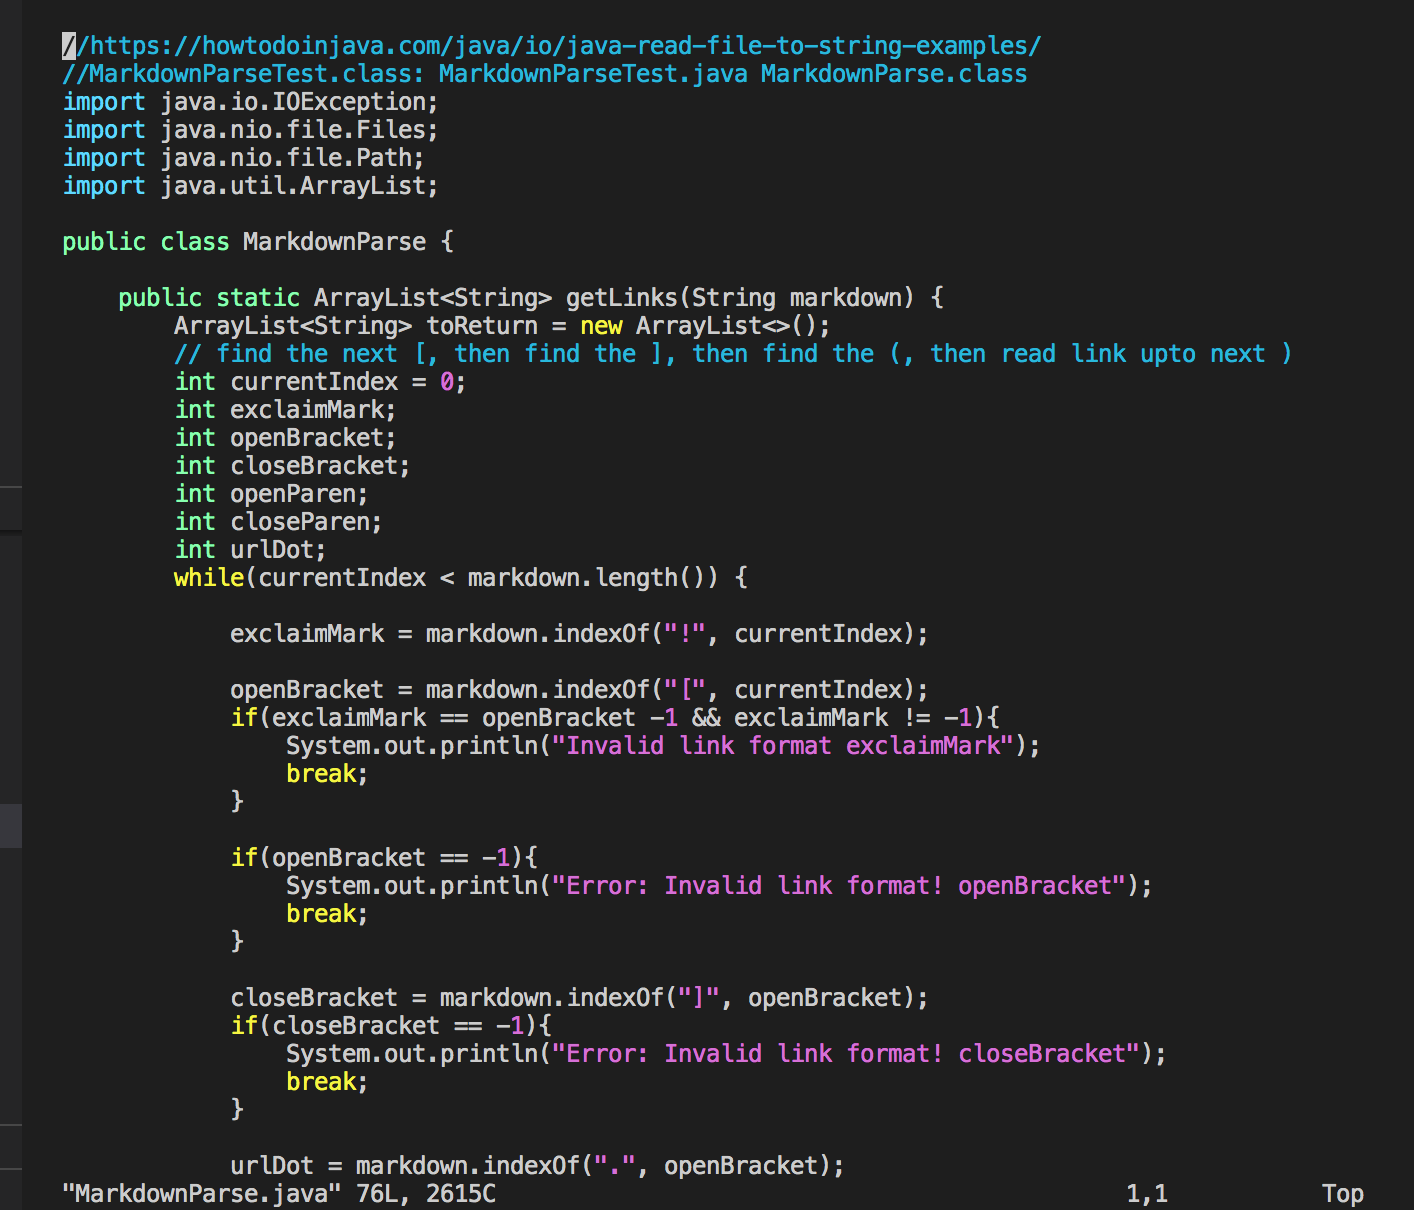 //https://howtodoinjava.com/java/io/java-read-file-to-string-examples/
//MarkdownParseTest.class: MarkdownParseTest.java MarkdownParse.class
import java.io.IOException;
import java.nio.file.Files;
import java.nio.file.Path;
import java.util.ArrayList;

public class MarkdownParse {

    public static ArrayList<String> getLinks(String markdown) {
        ArrayList<String> toReturn = new ArrayList<>();
        // find the next [, then find the ], then find the (, then read link upto next )
        int currentIndex = 0;
        int exclaimMark;
        int openBracket;
        int closeBracket;
        int openParen;
        int closeParen;
        int urlDot;
        while(currentIndex < markdown.length()) {

            exclaimMark = markdown.indexOf("!", currentIndex);

            openBracket = markdown.indexOf("[", currentIndex);
            if(exclaimMark == openBracket -1 && exclaimMark != -1){
                System.out.println("Invalid link format exclaimMark");
                break;
            }

            if(openBracket == -1){
                System.out.println("Error: Invalid link format! openBracket");
                break;
            }

            closeBracket = markdown.indexOf("]", openBracket);
            if(closeBracket == -1){
                System.out.println("Error: Invalid link format! closeBracket");
                break;
            }

            urlDot = markdown.indexOf(".", openBracket);
"MarkdownParse.java" 76L, 2615C 1,1 Top